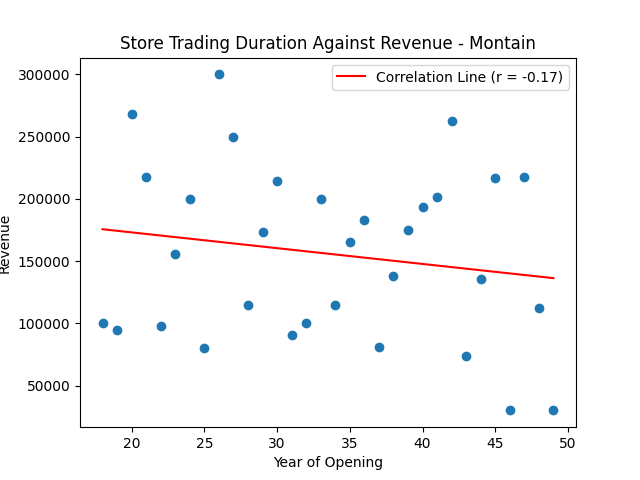 Store Trading Duration Against Revenue - Montain
Correlation Line (r = -0.17)
300000
250000
200000
150000
100000
50000
Revenue
20 25 30 35 40 45 50
Year of Opening